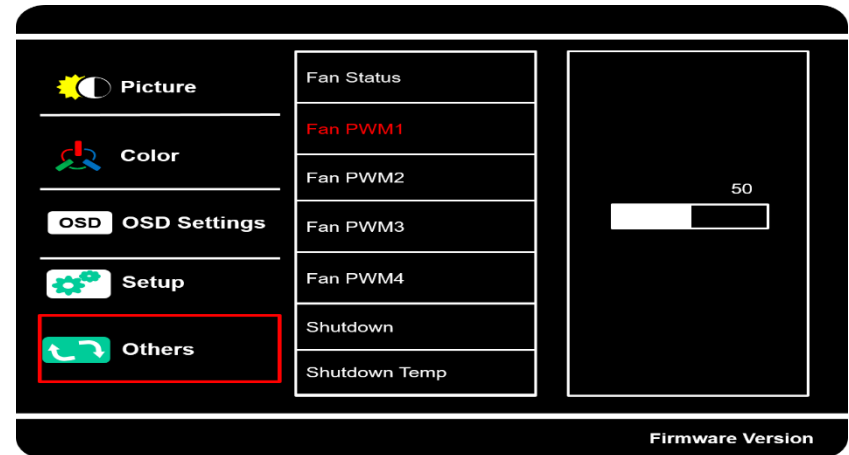 Picture
Color
OSD OSD Settings
Setup
Others
Fan Status
Fan PWM1
Fan PWM2
Fan PWM3
Fan PWM4
Shutdown
Shutdown Temp
50
Firmware Version